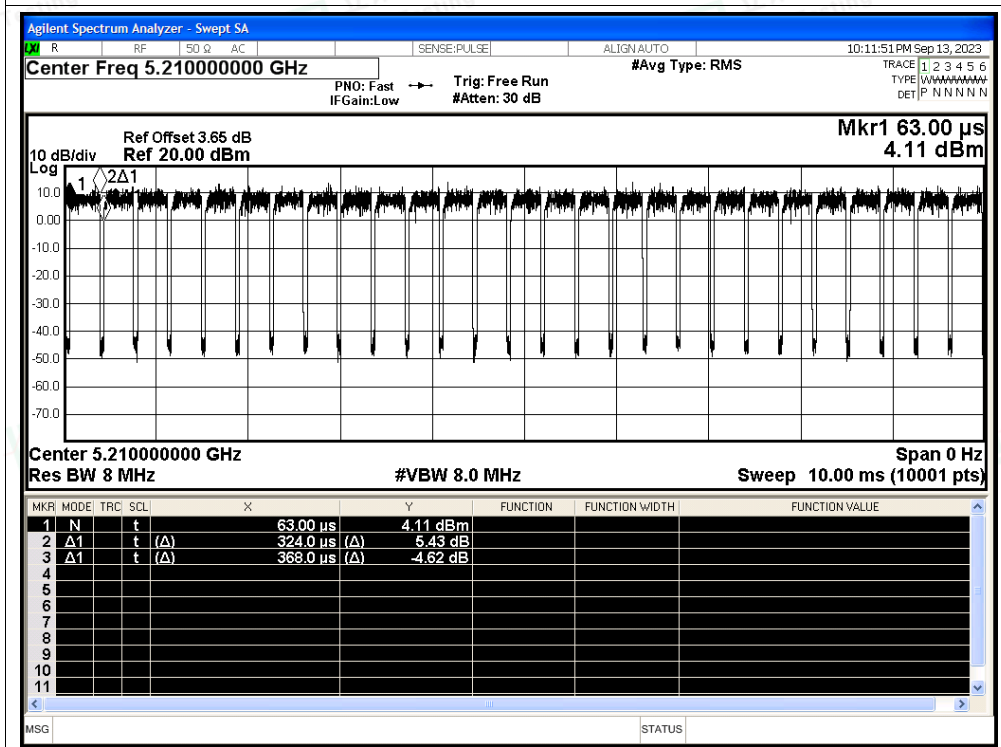 Agilent Spectrum Analyzer - Swept SA
LXI R RF 50 Ω AC SENSE:PULSE ALIGN AUTO 10:11:51 PM Sep 13, 2023
Center Freq 5.210000000 GHz #Avg Type: RMS TRACE 1 2 3 4 5 6
PNO: Fast Trig: Free Run TYPE WWWWWW
IFGain:Low #Atten: 30 dB DET P N N N N N
Mkr1 63.00 µs
4.11 dBm
Ref Offset 3.65 dB
10 dB/div Ref 20.00 dBm
Log
1 2Δ1
10.0
0.00
-10.0
-20.0
-30.0
-40.0
-50.0
-60.0
-70.0
Center 5.210000000 GHz Span 0 Hz
Res BW 8 MHz #VBW 8.0 MHz Sweep 10.00 ms (10001 pts)
MKR MODE TRC SCL X Y FUNCTION FUNCTION WIDTH FUNCTION VALUE
1 N t 63.00 µs 4.11 dBm
2 Δ1 t (Δ) 324.0 µs (Δ) 5.43 dB
3 Δ1 t (Δ) 368.0 µs (Δ) -4.62 dB
4
5
6
7
8
9
10
11
MSG STATUS